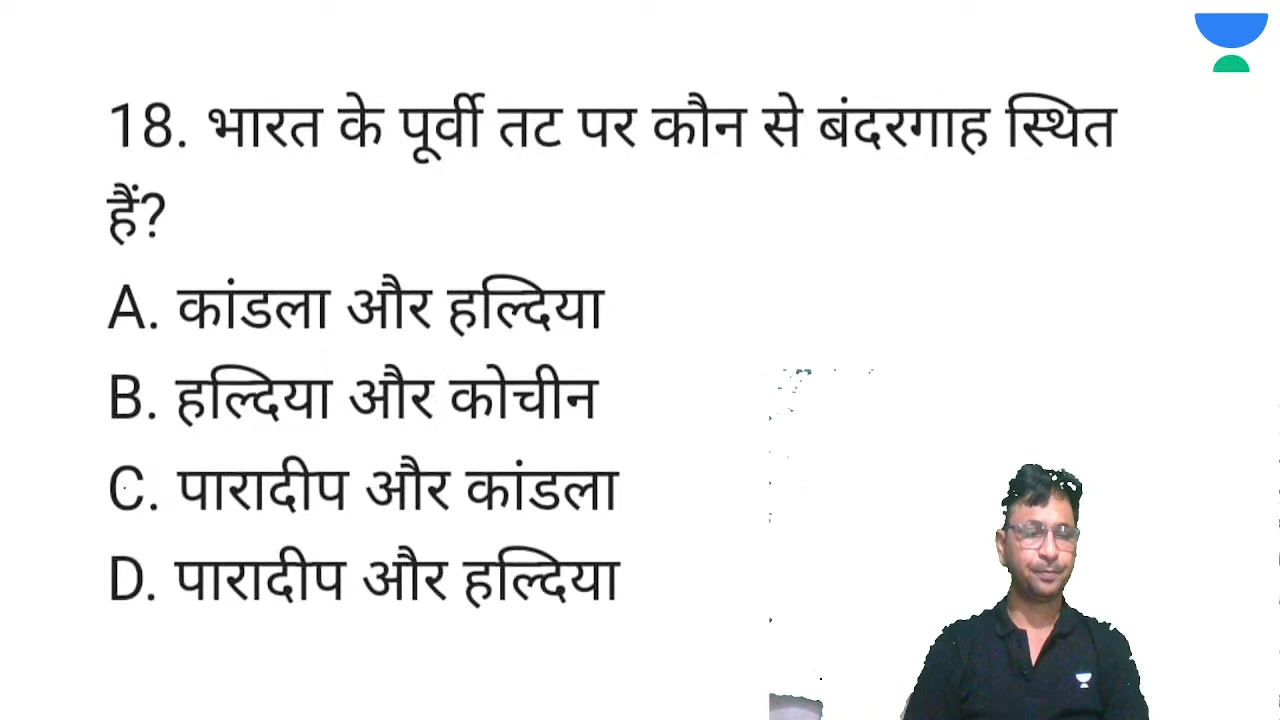 18. भारत के पूर्वी तट पर कौन से बंदरगाह स्थित
हैं?
A. कांडला और हल्दिया
B. हल्दिया और कोचीन
C. पारादीप और कांडला
D. पारादीप और हल्दिया